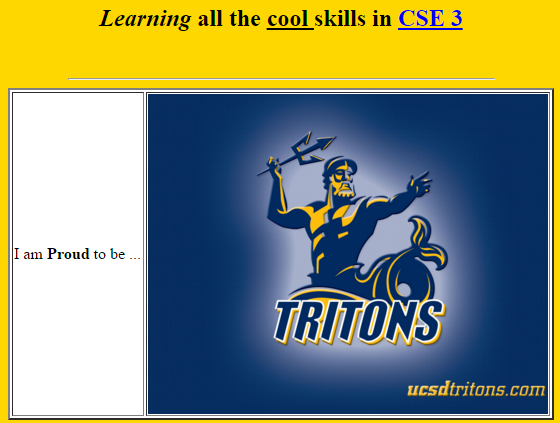 Learning all the cool skills in CSE 3
I am Proud to be ...
TRITONS
ucsdtritons.com